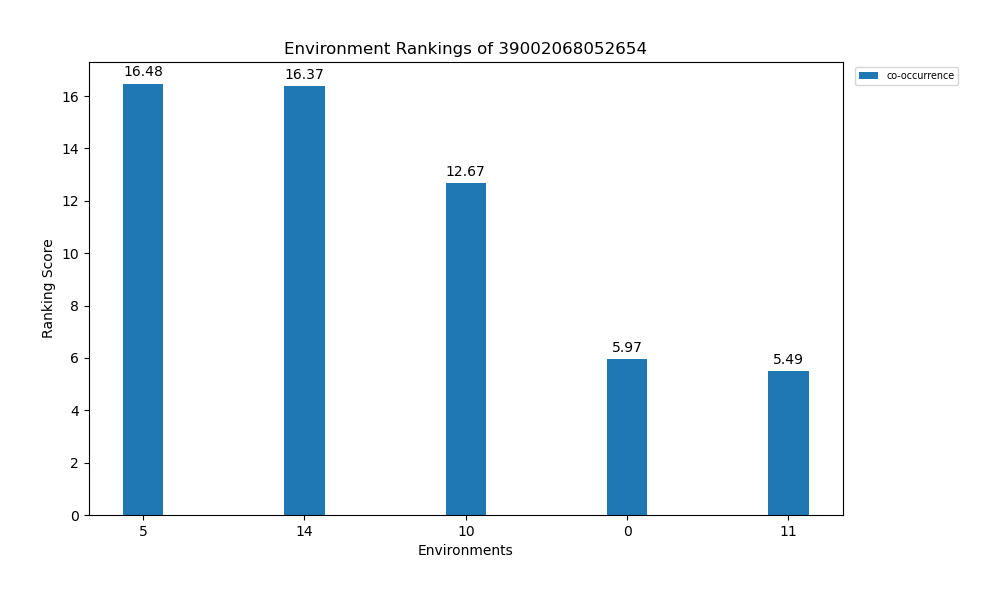 Environment Rankings of 39002068052654
co-occurrence
16.48
16.37
12.67
5.97
5.49
Ranking Score
16
14
12
10
8
6
4
2
0
5 14 10 0 11
Environments